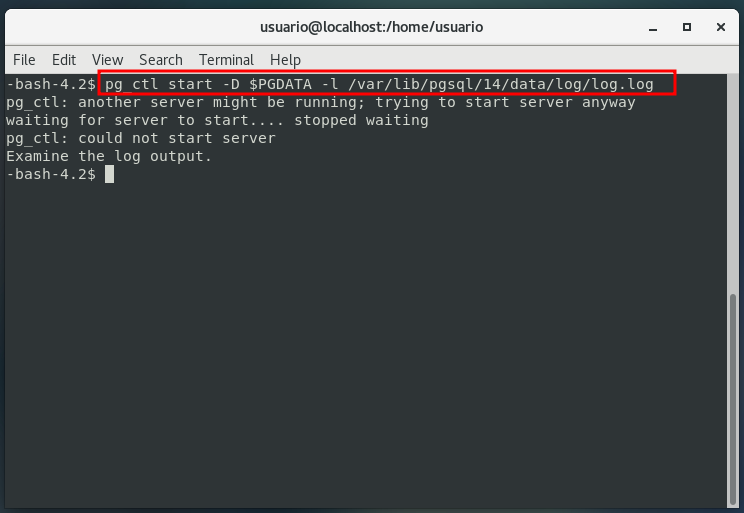 usuario@localhost:/home/usuario
File Edit View Search Terminal Help
-bash-4.2$ pg_ctl start -D $PGDATA -l /var/lib/pgsql/14/data/log/log.log
pg_ctl: another server might be running; trying to start server anyway
waiting for server to start.... stopped waiting
pg_ctl: could not start server
Examine the log output.
-bash-4.2$